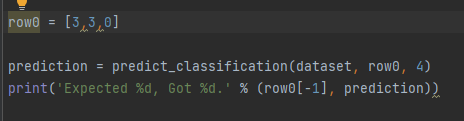 row0 = [3,3,0]
prediction = predict_classification(dataset, row0, 4)
print('Expected %d, Got %d.' % (row0[-1], prediction))